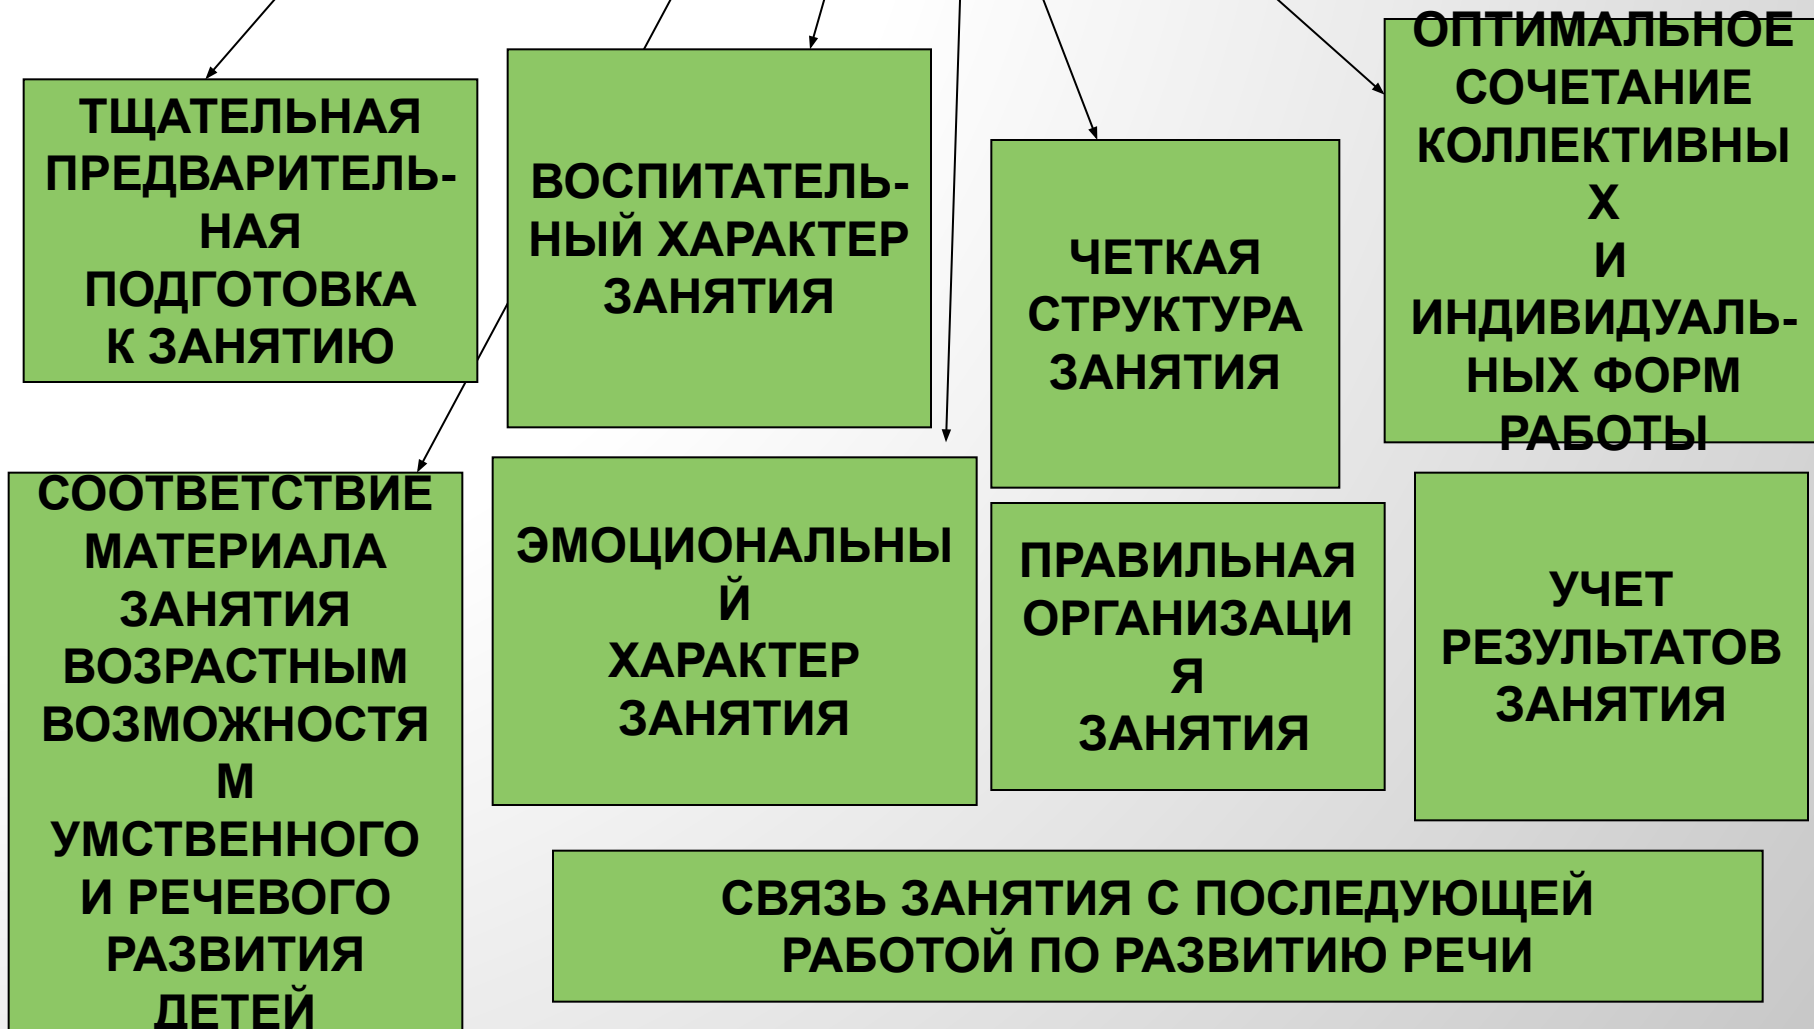 ТЩАТЕЛЬНАЯ
ПРЕДВАРИТЕЛЬ-
НАЯ
ПОДГОТОВКА
К ЗАНЯТИЮ
ВОСПИТАТЕЛЬ-
НЫЙ ХАРАКТЕР
ЗАНЯТИЯ
ЧЕТКАЯ
СТРУКТУРА
ЗАНЯТИЯ
ОПТИМАЛЬНОЕ
СОЧЕТАНИЕ
КОЛЛЕКТИВНЫ
Х
И
ИНДИВИДУАЛЬ-
НЫХ ФОРМ
РАБОТЫ
СООТВЕТСТВИЕ
МАТЕРИАЛА
ЗАНЯТИЯ
ВОЗРАСТНЫМ
ВОЗМОЖНОСТЯ
М
УМСТВЕННОГО
И РЕЧЕВОГО
РАЗВИТИЯ
ДЕТЕЙ
ЭМОЦИОНАЛЬНЫ
Й
ХАРАКТЕР
ЗАНЯТИЯ
ПРАВИЛЬНАЯ
ОРГАНИЗАЦИ
Я
ЗАНЯТИЯ
УЧЕТ
РЕЗУЛЬТАТОВ
ЗАНЯТИЯ
СВЯЗЬ ЗАНЯТИЯ С ПОСЛЕДУЮЩЕЙ
РАБОТОЙ ПО РАЗВИТИЮ РЕЧИ